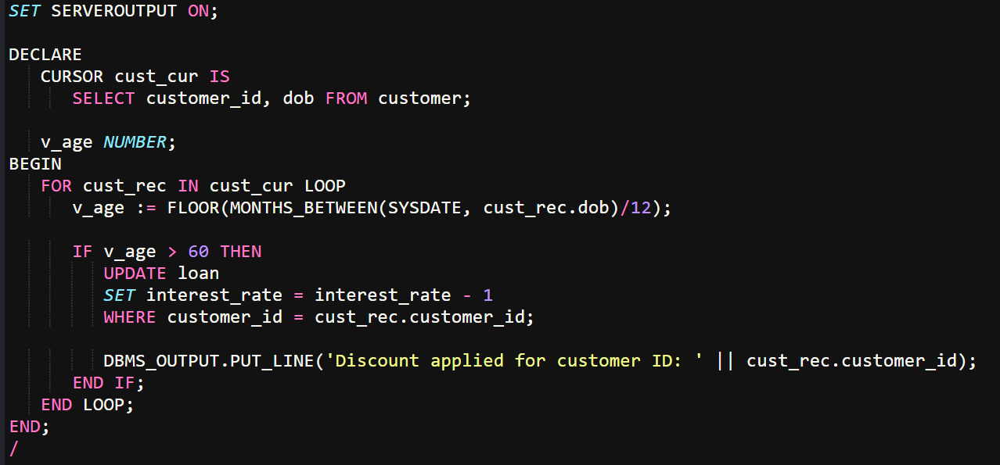 SET SERVEROUTPUT ON;
DECLARE
CURSOR cust_cur IS
SELECT customer_id, dob FROM customer;
v_age NUMBER;
BEGIN
FOR cust_rec IN cust_cur LOOP
v_age := FLOOR(MONTHS_BETWEEN(SYSDATE, cust_rec.dob)/12);
IF v_age > 60 THEN
UPDATE loan
SET interest_rate = interest_rate - 1
WHERE customer_id = cust_rec.customer_id;
DBMS_OUTPUT.PUT_LINE('Discount applied for customer ID: ' || cust_rec.customer_id);
END IF;
END LOOP;
END;
/